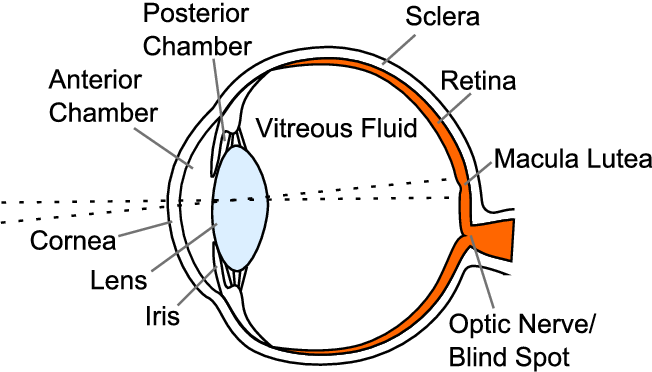 Posterior
Chamber
Sclera
Anterior
Chamber
Retina
Vitreous Fluid
Macula Lutea
Cornea
Lens
Iris
Optic Nerve/
Blind Spot